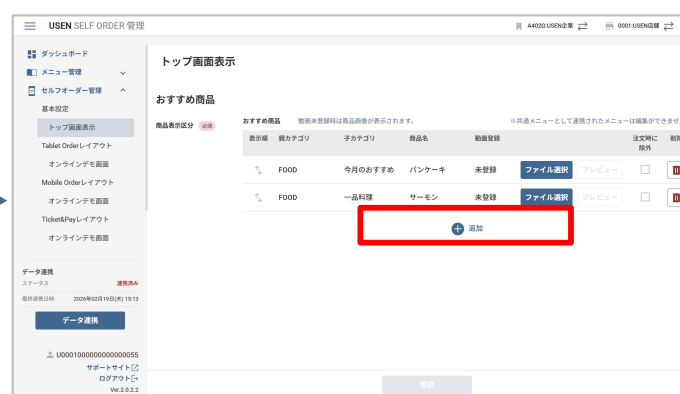 USEN SELF ORDER 管理
A402G:USEN企業
0001:USEN店舗
ダッシュボード
メニュー管理
セルフオーダー管理
基本設定
トップ画面表示
Tablet Orderレイアウト
オンラインデモ画面
Mobile Orderレイアウト
オンラインデモ画面
Ticket&Payレイアウト
オンラインデモ画面
データ連携
ステータス 連携済み
最終連携日時 2026年02月19日(木) 15:13
データ連携
U0001000000000000055
サポートサイト
ログアウト
Ver.2.0.2.2
トップ画面表示
おすすめ商品
商品表示区分 必須
おすすめ商品 動画未登録時は商品画像が表示されます。 ※共通メニューとして連携されたメニューは編集ができませ
表示順 親カテゴリ 子カテゴリ 商品名 動画登録 注文時に除外 削除
FOOD 今月のおすすめ パンケーキ 未登録 ファイル選択 プレビュー
FOOD 一品料理 サーモン 未登録 ファイル選択 プレビュー
追加
登録